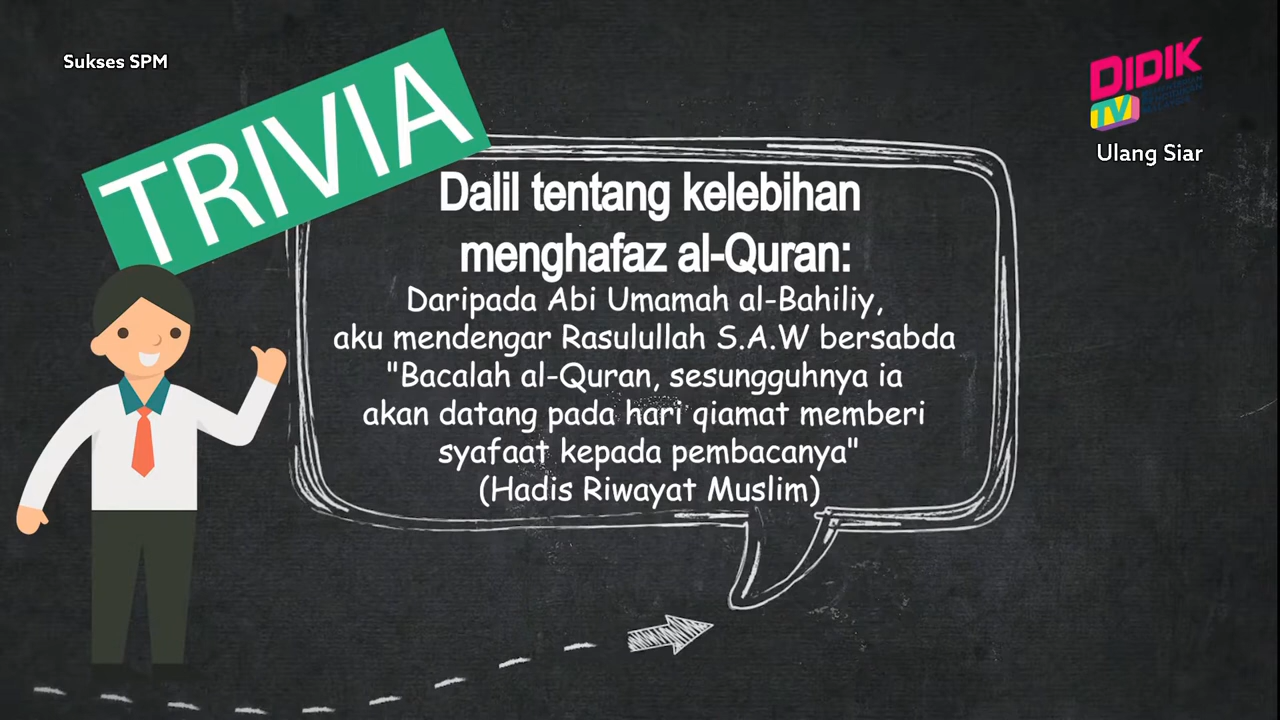 Sukses SPM
TRIVIA
DIDIK
TV
Ulang Siar
Dalil tentang kelebihan
menghafaz al-Quran:
Daripada Abi Umamah al-Bahiliy,
aku mendengar Rasulullah S.A.W bersabda
"Bacalah al-Quran, sesungguhnya ia
akan datang pada hari qiamat memberi
syafaat kepada pembacanya"
(Hadis Riwayat Muslim)